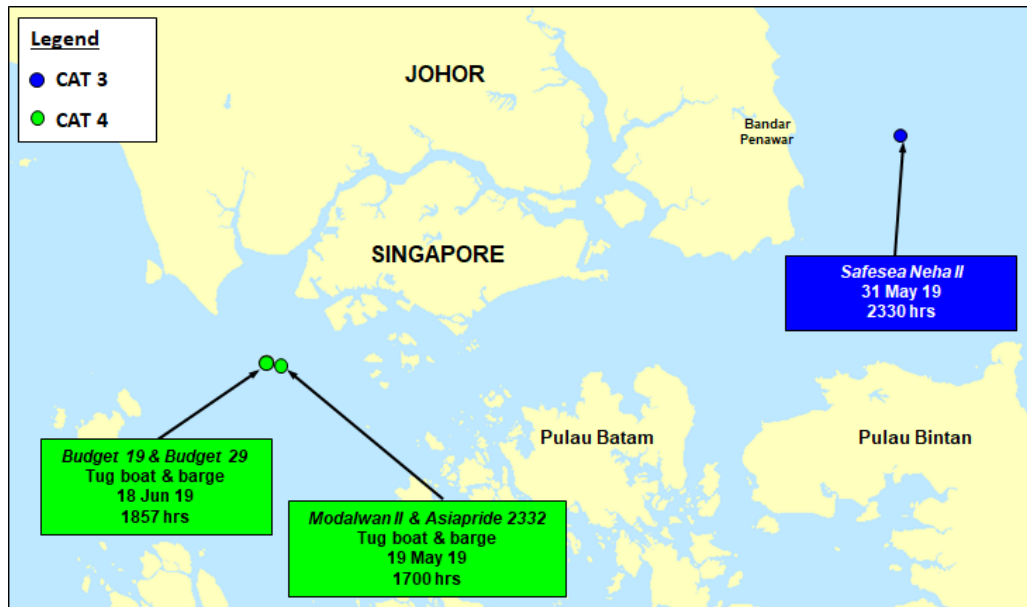 Legend
CAT 3
CAT 4
JOHOR
Bandar
Penawar
SINGAPORE
Safesea Neha II
31 May 19
2330 hrs
Pulau Batam
Pulau Bintan
Budget 19 & Budget 29
Tug boat & barge
18 Jun 19
1857 hrs
Modalwan II & Asiapride 2332
Tug boat & barge
19 May 19
1700 hrs